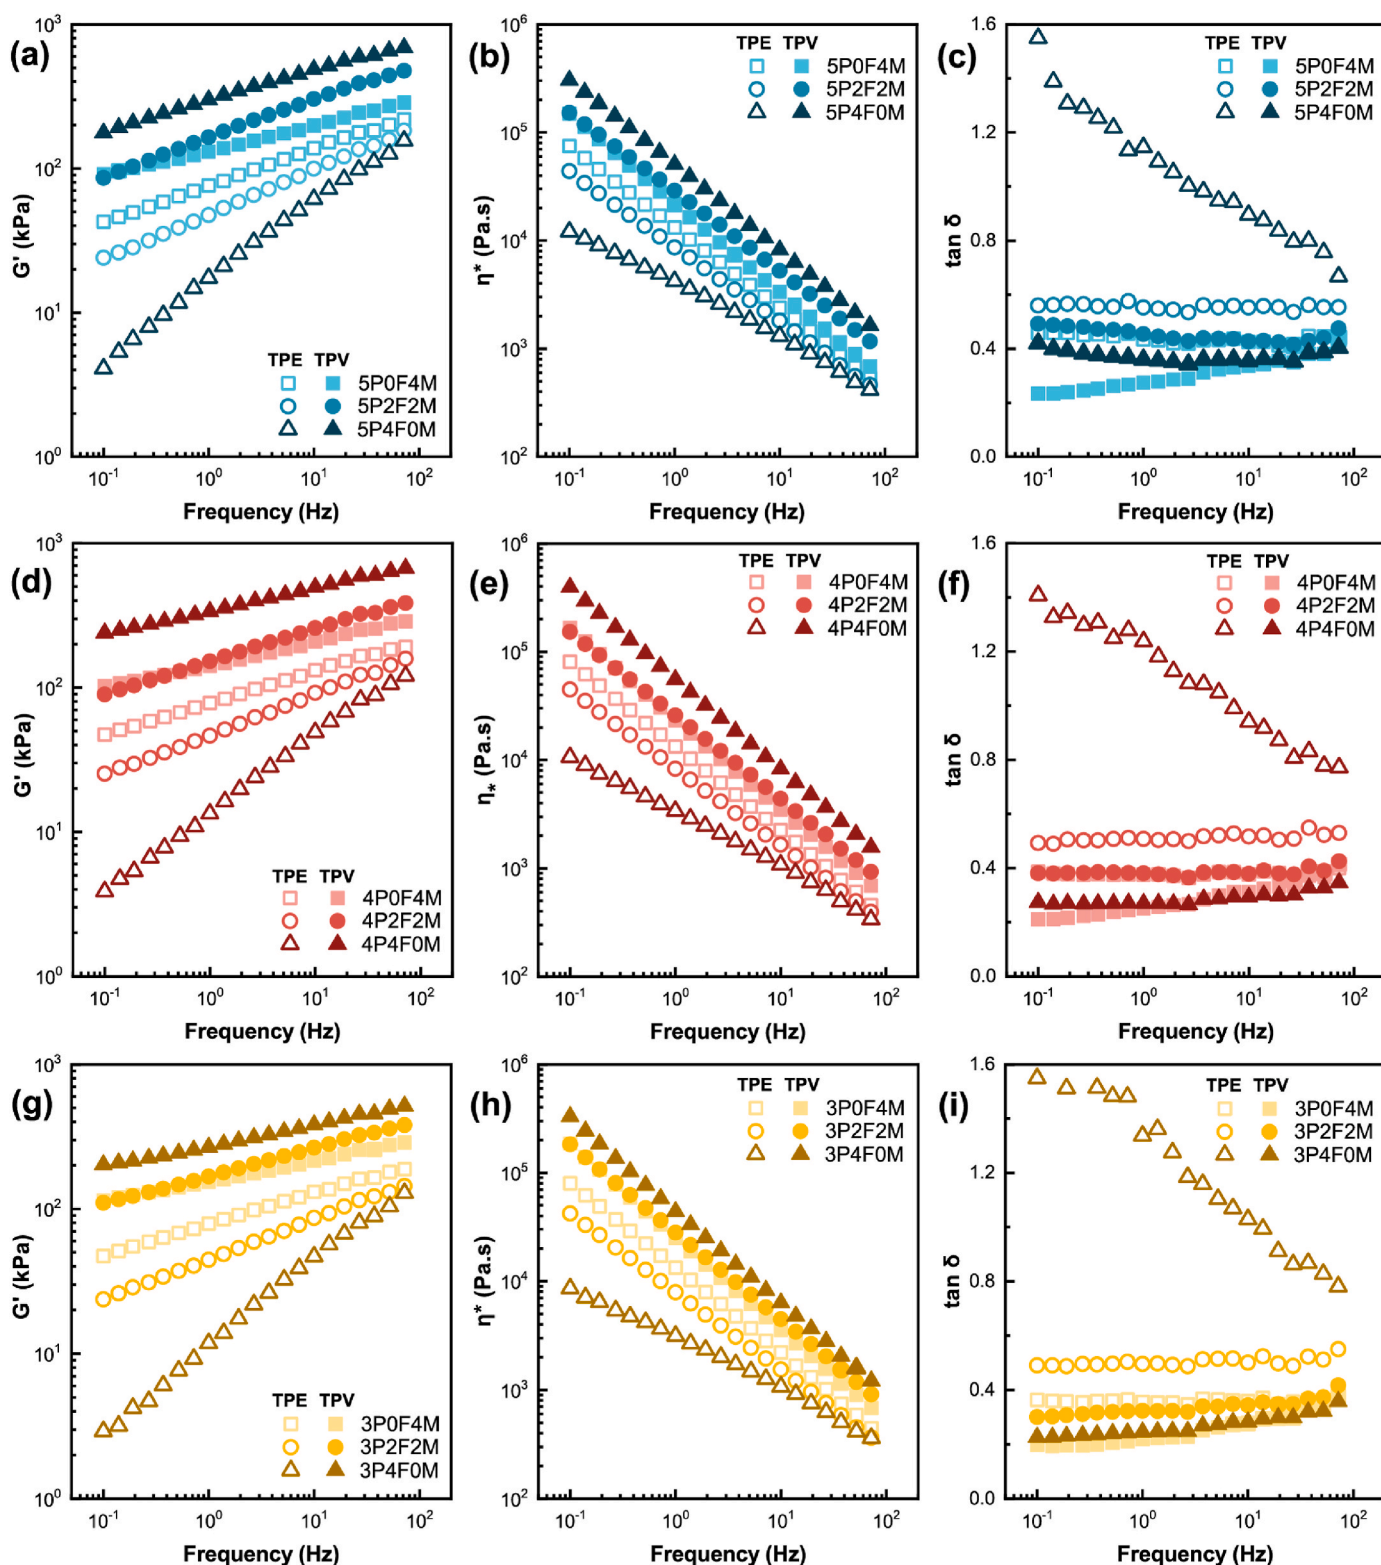 (a)
G' (kPa)
10³
10²
10¹
10⁰
TPE TPV
5P0F4M
5P2F2M
5P4F0M
10⁻¹ 10⁰ 10¹ 10²
Frequency (Hz)
(b)
η* (Pa.s)
10⁶
10⁵
10⁴
10³
10²
TPE TPV
5P0F4M
5P2F2M
5P4F0M
10⁻¹ 10⁰ 10¹ 10²
Frequency (Hz)
(c)
tan δ
1.6
1.2
0.8
0.4
0.0
TPE TPV
5P0F4M
5P2F2M
5P4F0M
10⁻¹ 10⁰ 10¹ 10²
Frequency (Hz)
(d)
G' (kPa)
10³
10²
10¹
10⁰
TPE TPV
4P0F4M
4P2F2M
4P4F0M
10⁻¹ 10⁰ 10¹ 10²
Frequency (Hz)
(e)
η* (Pa.s)
10⁶
10⁵
10⁴
10³
10²
TPE TPV
4P0F4M
4P2F2M
4P4F0M
10⁻¹ 10⁰ 10¹ 10²
Frequency (Hz)
(f)
tan δ
1.6
1.2
0.8
0.4
0.0
TPE TPV
4P0F4M
4P2F2M
4P4F0M
10⁻¹ 10⁰ 10¹ 10²
Frequency (Hz)
(g)
G' (kPa)
10³
10²
10¹
10⁰
TPE TPV
3P0F4M
3P2F2M
3P4F0M
10⁻¹ 10⁰ 10¹ 10²
Frequency (Hz)
(h)
η* (Pa.s)
10⁶
10⁵
10⁴
10³
10²
TPE TPV
3P0F4M
3P2F2M
3P4F0M
10⁻¹ 10⁰ 10¹ 10²
Frequency (Hz)
(i)
tan δ
1.6
1.2
0.8
0.4
0.0
TPE TPV
3P0F4M
3P2F2M
3P4F0M
10⁻¹ 10⁰ 10¹ 10²
Frequency (Hz)